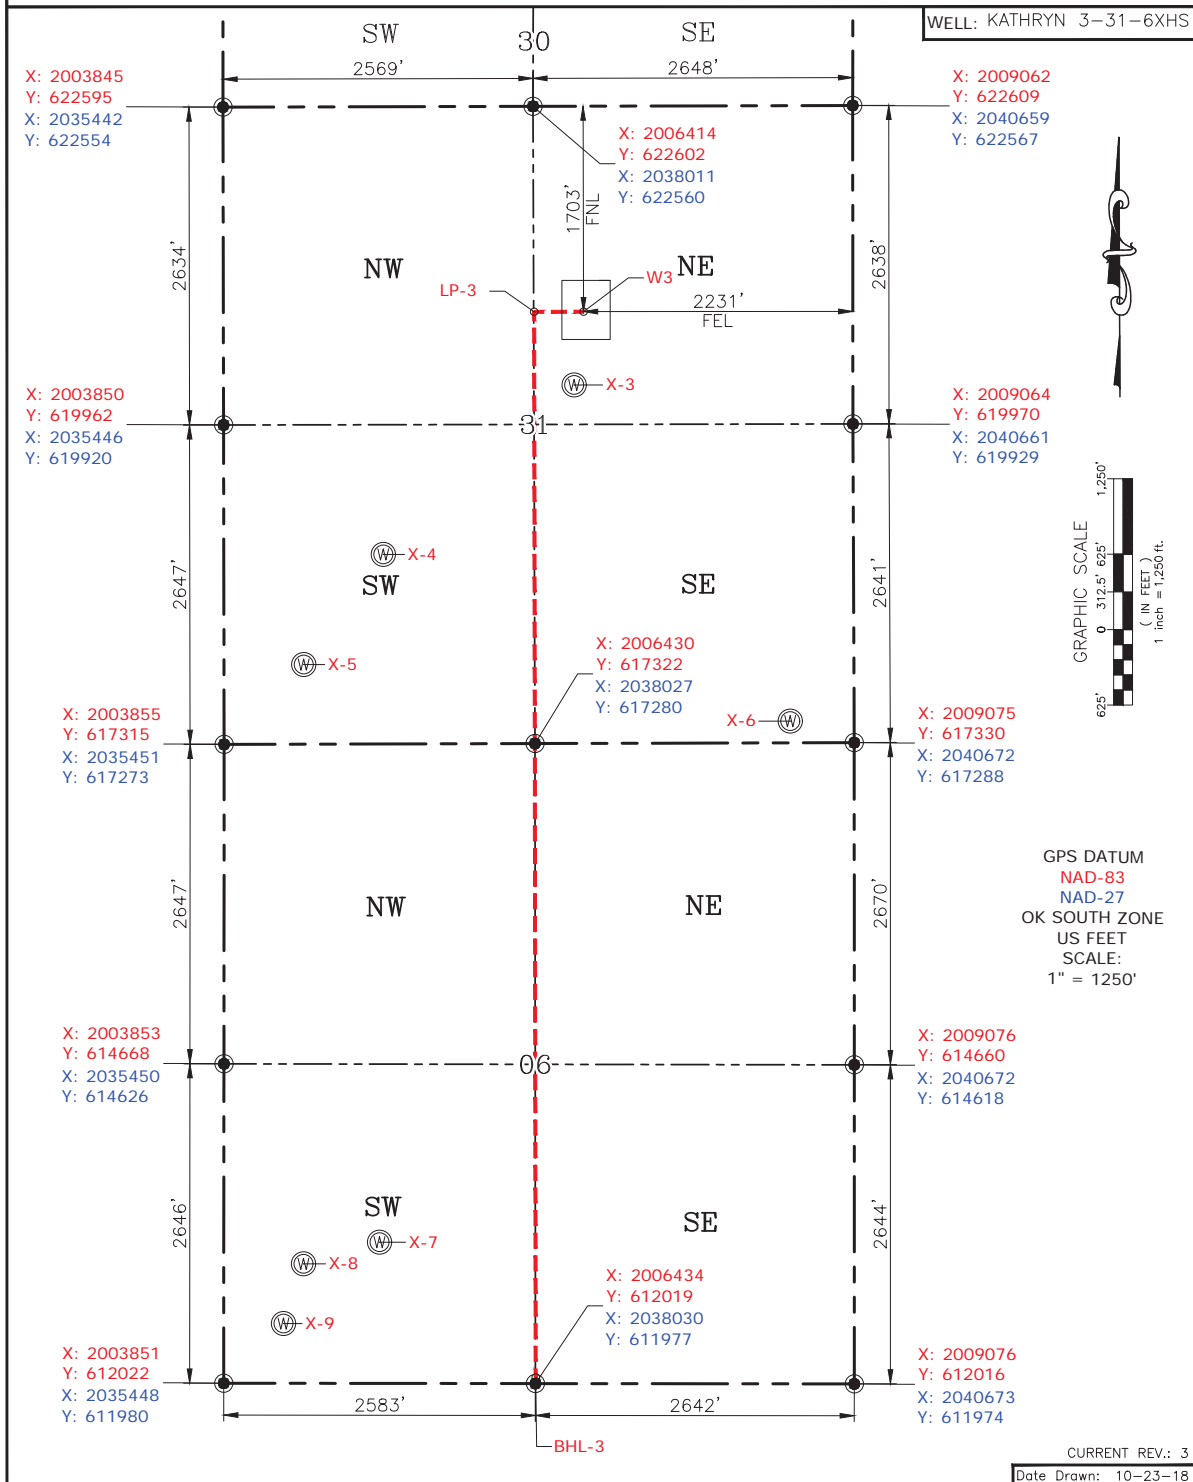 WELL: KATHRYN 3-31-6XHS
SW
30
SE
2569'
2648'
X: 2003845
Y: 622595
X: 2035442
Y: 622554
X: 2006414
Y: 622602
X: 2038011
Y: 622560
X: 2009062
Y: 622609
X: 2040659
Y: 622567
1703'
FNL
2634'
2638'
NW
NE
LP-3
W3
2231'
FEL
X-3
X: 2003850
Y: 619962
X: 2035446
Y: 619920
31
X: 2009064
Y: 619970
X: 2040661
Y: 619929
W
X-4
W
SW
SE
2647'
2641'
X-5
W
X: 2006430
Y: 617322
X: 2038027
Y: 617280
X-6
W
X: 2003855
Y: 617315
X: 2035451
Y: 617273
X: 2009075
Y: 617330
X: 2040672
Y: 617288
GRAPHIC SCALE
625' 0 312.5' 625' 1,250'
( IN FEET )
1 inch = 1,250 ft.
GPS DATUM
NAD-83
NAD-27
OK SOUTH ZONE
US FEET
SCALE:
1" = 1250'
2647'
2670'
NW
NE
X: 2003853
Y: 614668
X: 2035450
Y: 614626
06
X: 2009076
Y: 614660
X: 2040672
Y: 614618
2646'
2644'
SW
SE
W
X-7
W
X-8
W
X-9
X: 2006434
Y: 612019
X: 2038030
Y: 611977
X: 2003851
Y: 612022
X: 2035448
Y: 611980
X: 2009076
Y: 612016
X: 2040673
Y: 611974
2583'
2642'
BHL-3
CURRENT REV.: 3
Date Drawn: 10-23-18